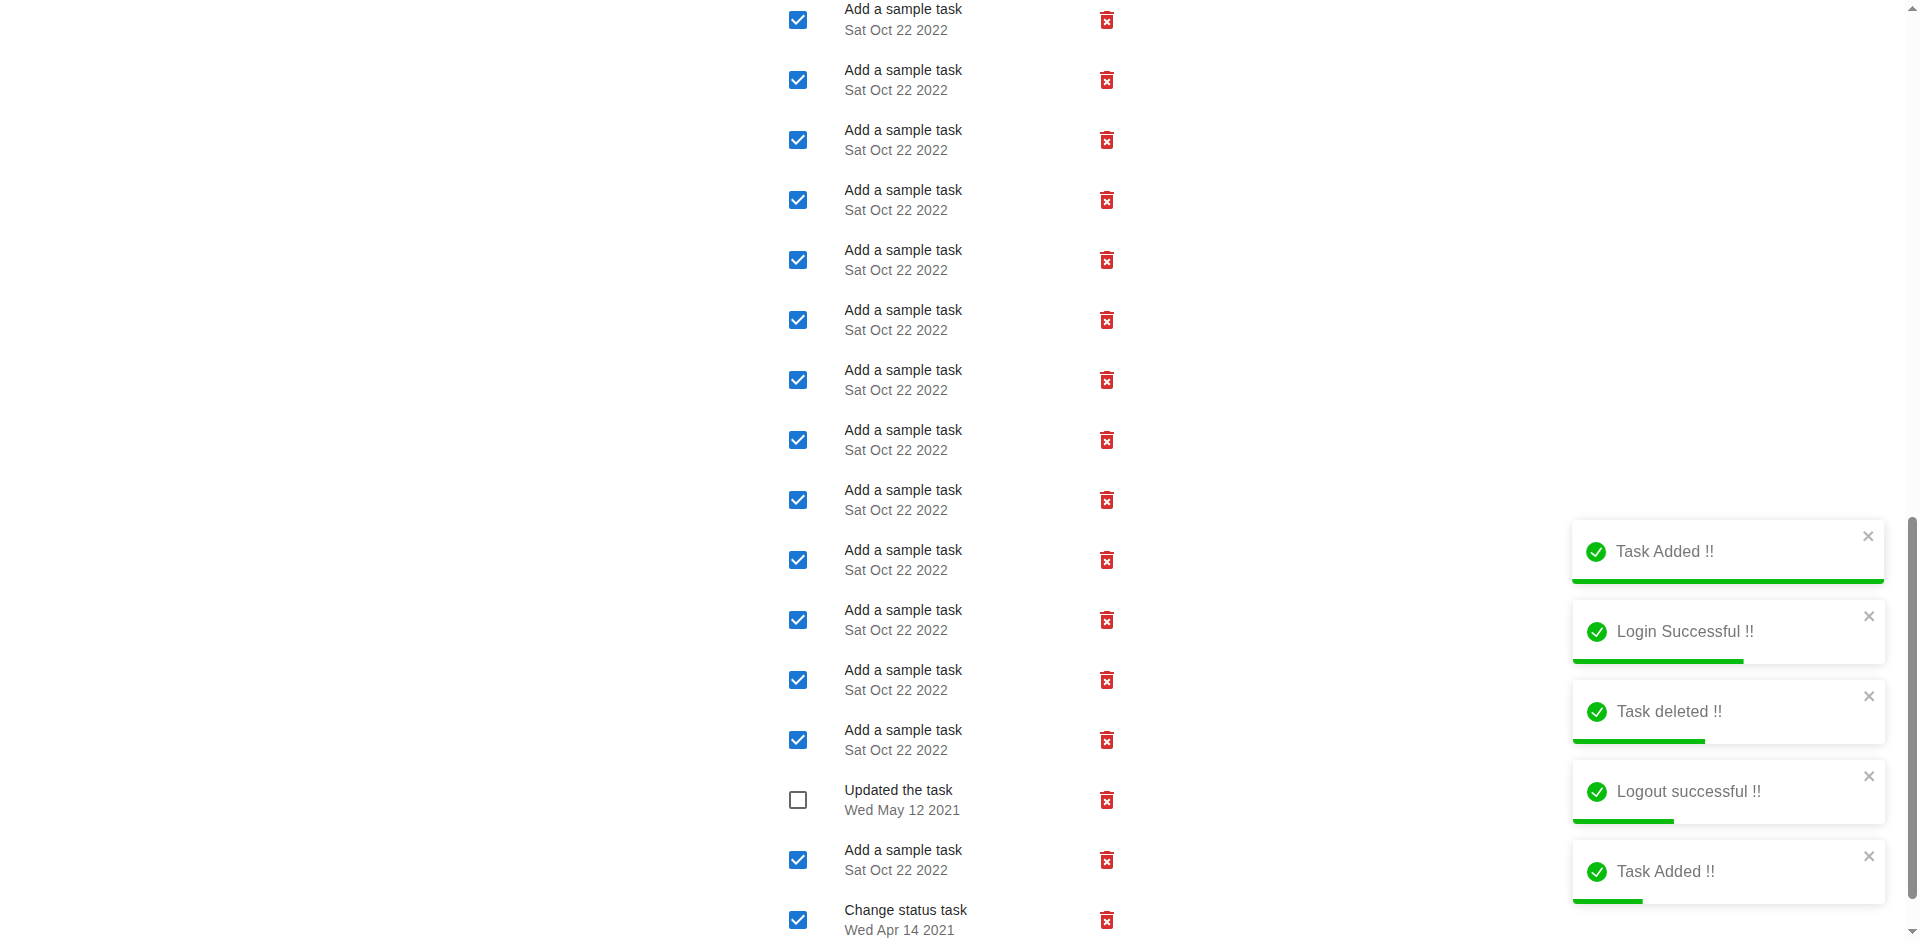 Add a sample task
Sat Oct 22 2022
Add a sample task
Sat Oct 22 2022
Add a sample task
Sat Oct 22 2022
Add a sample task
Sat Oct 22 2022
Add a sample task
Sat Oct 22 2022
Add a sample task
Sat Oct 22 2022
Add a sample task
Sat Oct 22 2022
Add a sample task
Sat Oct 22 2022
Add a sample task
Sat Oct 22 2022
Add a sample task
Sat Oct 22 2022
Add a sample task
Sat Oct 22 2022
Add a sample task
Sat Oct 22 2022
Add a sample task
Sat Oct 22 2022
Updated the task
Wed May 12 2021
Add a sample task
Sat Oct 22 2022
Change status task
Wed Apr 14 2021
Task Added !!
Login Successful !!
Task deleted !!
Logout successful !!
Task Added !!